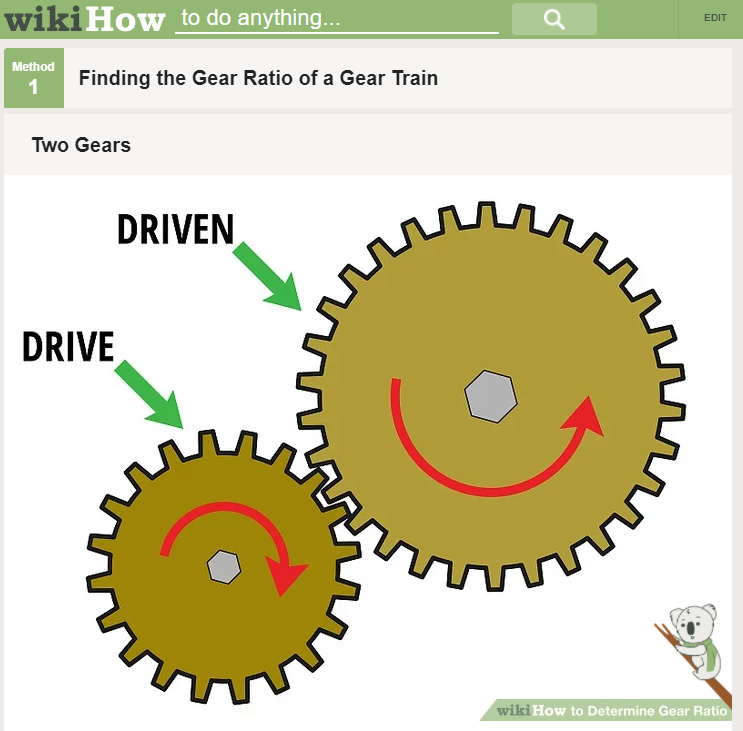 wikiHow to do anything... EDIT
Method
1
Finding the Gear Ratio of a Gear Train
Two Gears
DRIVEN
DRIVE
wikiHow to Determine Gear Ratio